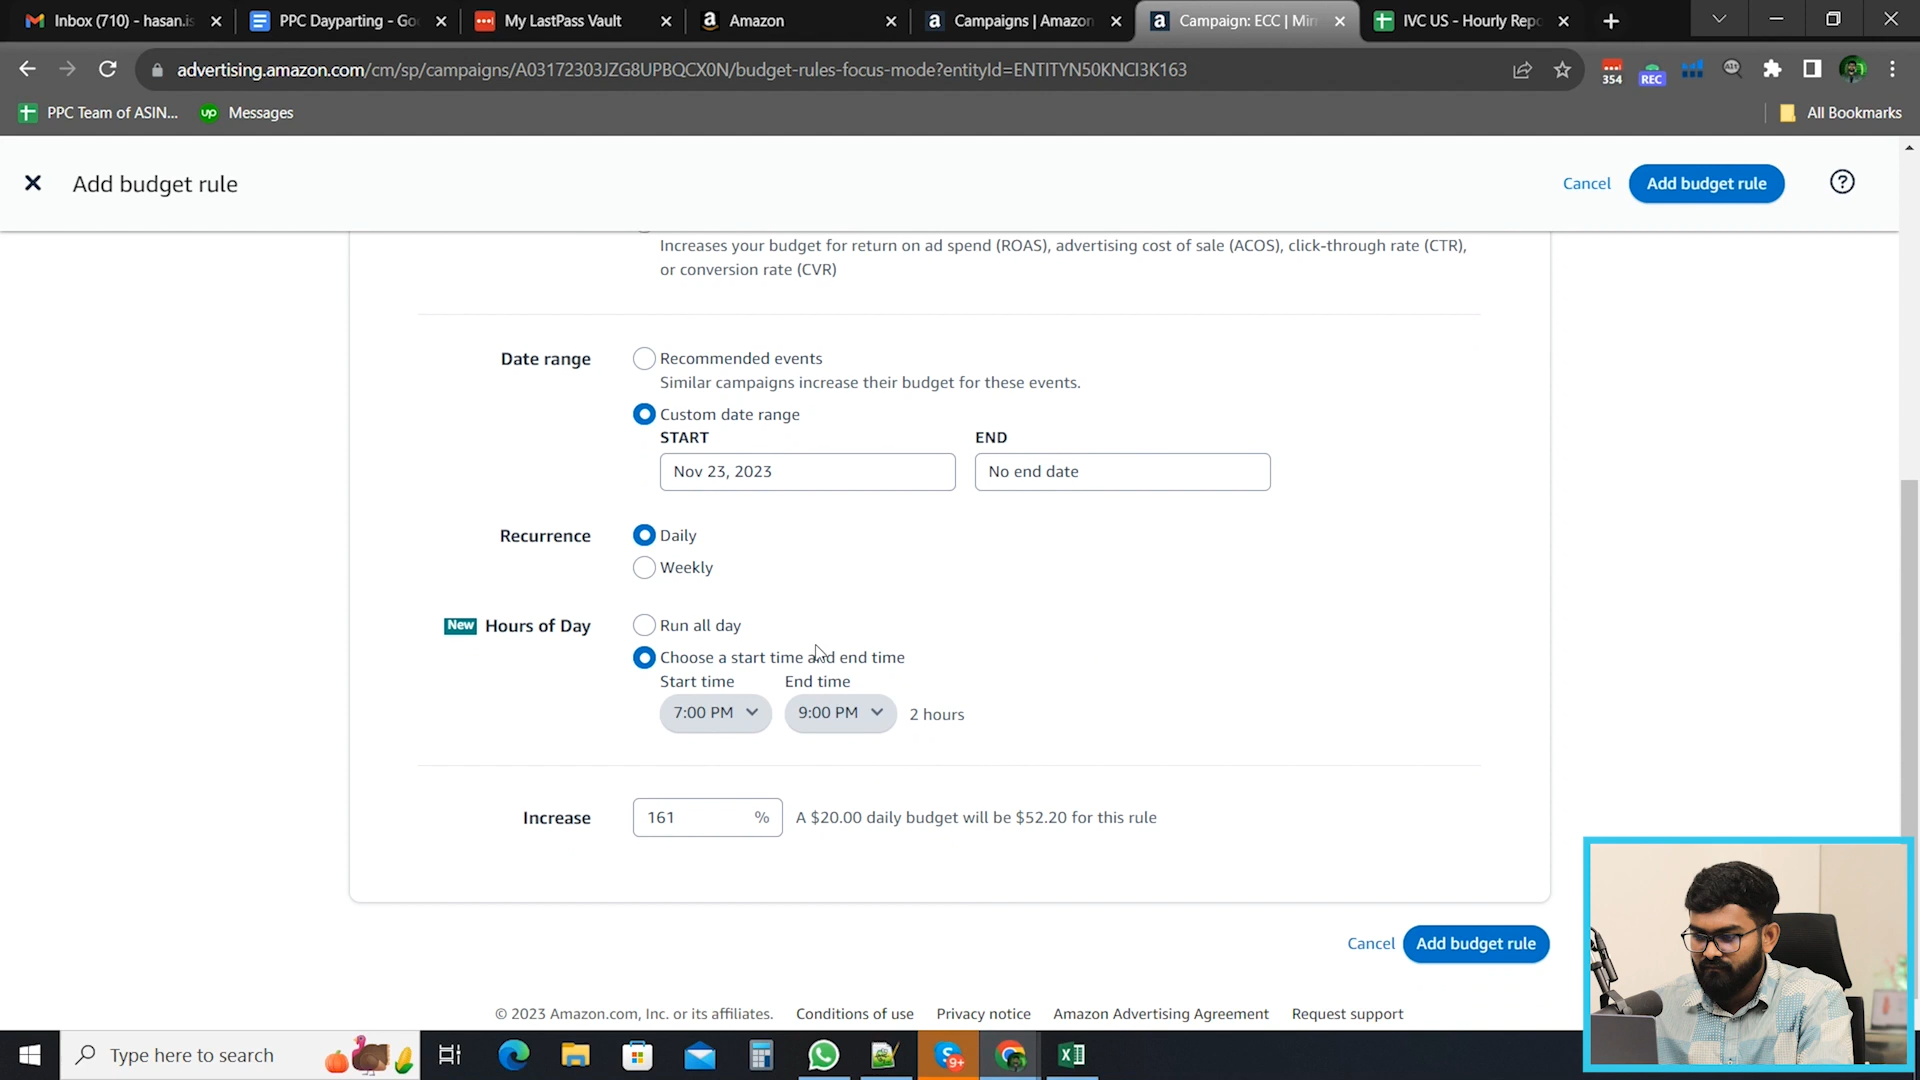 Inbox (710) - hasan.is
PPC Dayparting - Goo
My LastPass Vault
Amazon
Campaigns | Amazon
Campaign: ECC | Mirr
IVC US - Hourly Repo
advertising.amazon.com/cm/sp/campaigns/A03172303JZG8UPBQCX0N/budget-rules-focus-mode?entityId=ENTITYN50KNCI3K163
354
REC
PPC Team of ASIN...
up Messages
All Bookmarks
Add budget rule
Cancel
Add budget rule
Increases your budget for return on ad spend (ROAS), advertising cost of sale (ACOS), click-through rate (CTR),
or conversion rate (CVR)
Date range
Recommended events
Similar campaigns increase their budget for these events.
Custom date range
START
END
Nov 23, 2023
No end date
Recurrence
Daily
Weekly
New Hours of Day
Run all day
Choose a start time and end time
Start time
End time
7:00 PM
9:00 PM
2 hours
Increase
161 %
A $20.00 daily budget will be $52.20 for this rule
Cancel
Add budget rule
© 2023 Amazon.com, Inc. or its affiliates.
Conditions of use
Privacy notice
Amazon Advertising Agreement
Request support
Type here to search
9+